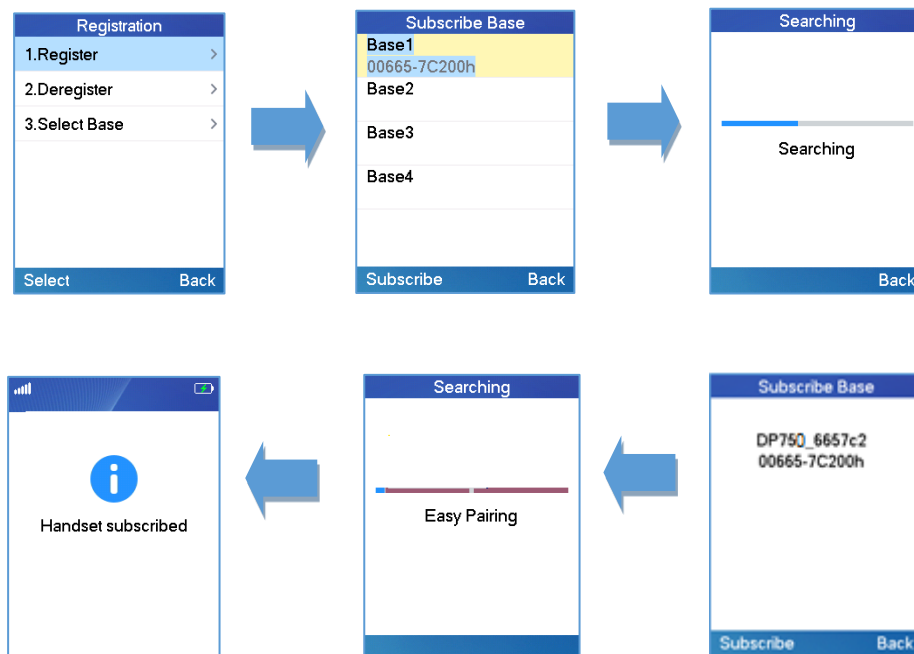 Registration
1.Register
2.Deregister
3.Select Base
Select Back
Subscribe Base
Base1
00665-7C200h
Base2
Base3
Base4
Subscribe Back
Searching
Searching
Back
Subscribe Base
DP750_6657c2
00665-7C200h
Subscribe Back
Searching
Easy Pairing
Handset subscribed